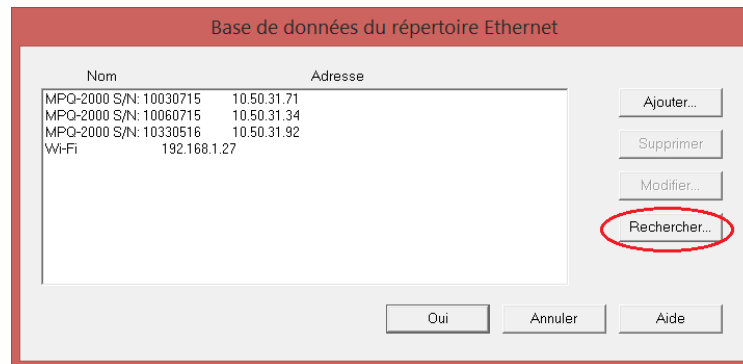 Base de données du répertoire Ethernet
Nom Adresse
MPQ-2000 S/N: 10030715 10.50.31.71
MPQ-2000 S/N: 10060715 10.50.31.34
MPQ-2000 S/N: 10330516 10.50.31.92
Wi-Fi 192.168.1.27
Ajouter...
Supprimer
Modifier...
Rechercher...
Oui Annuler Aide